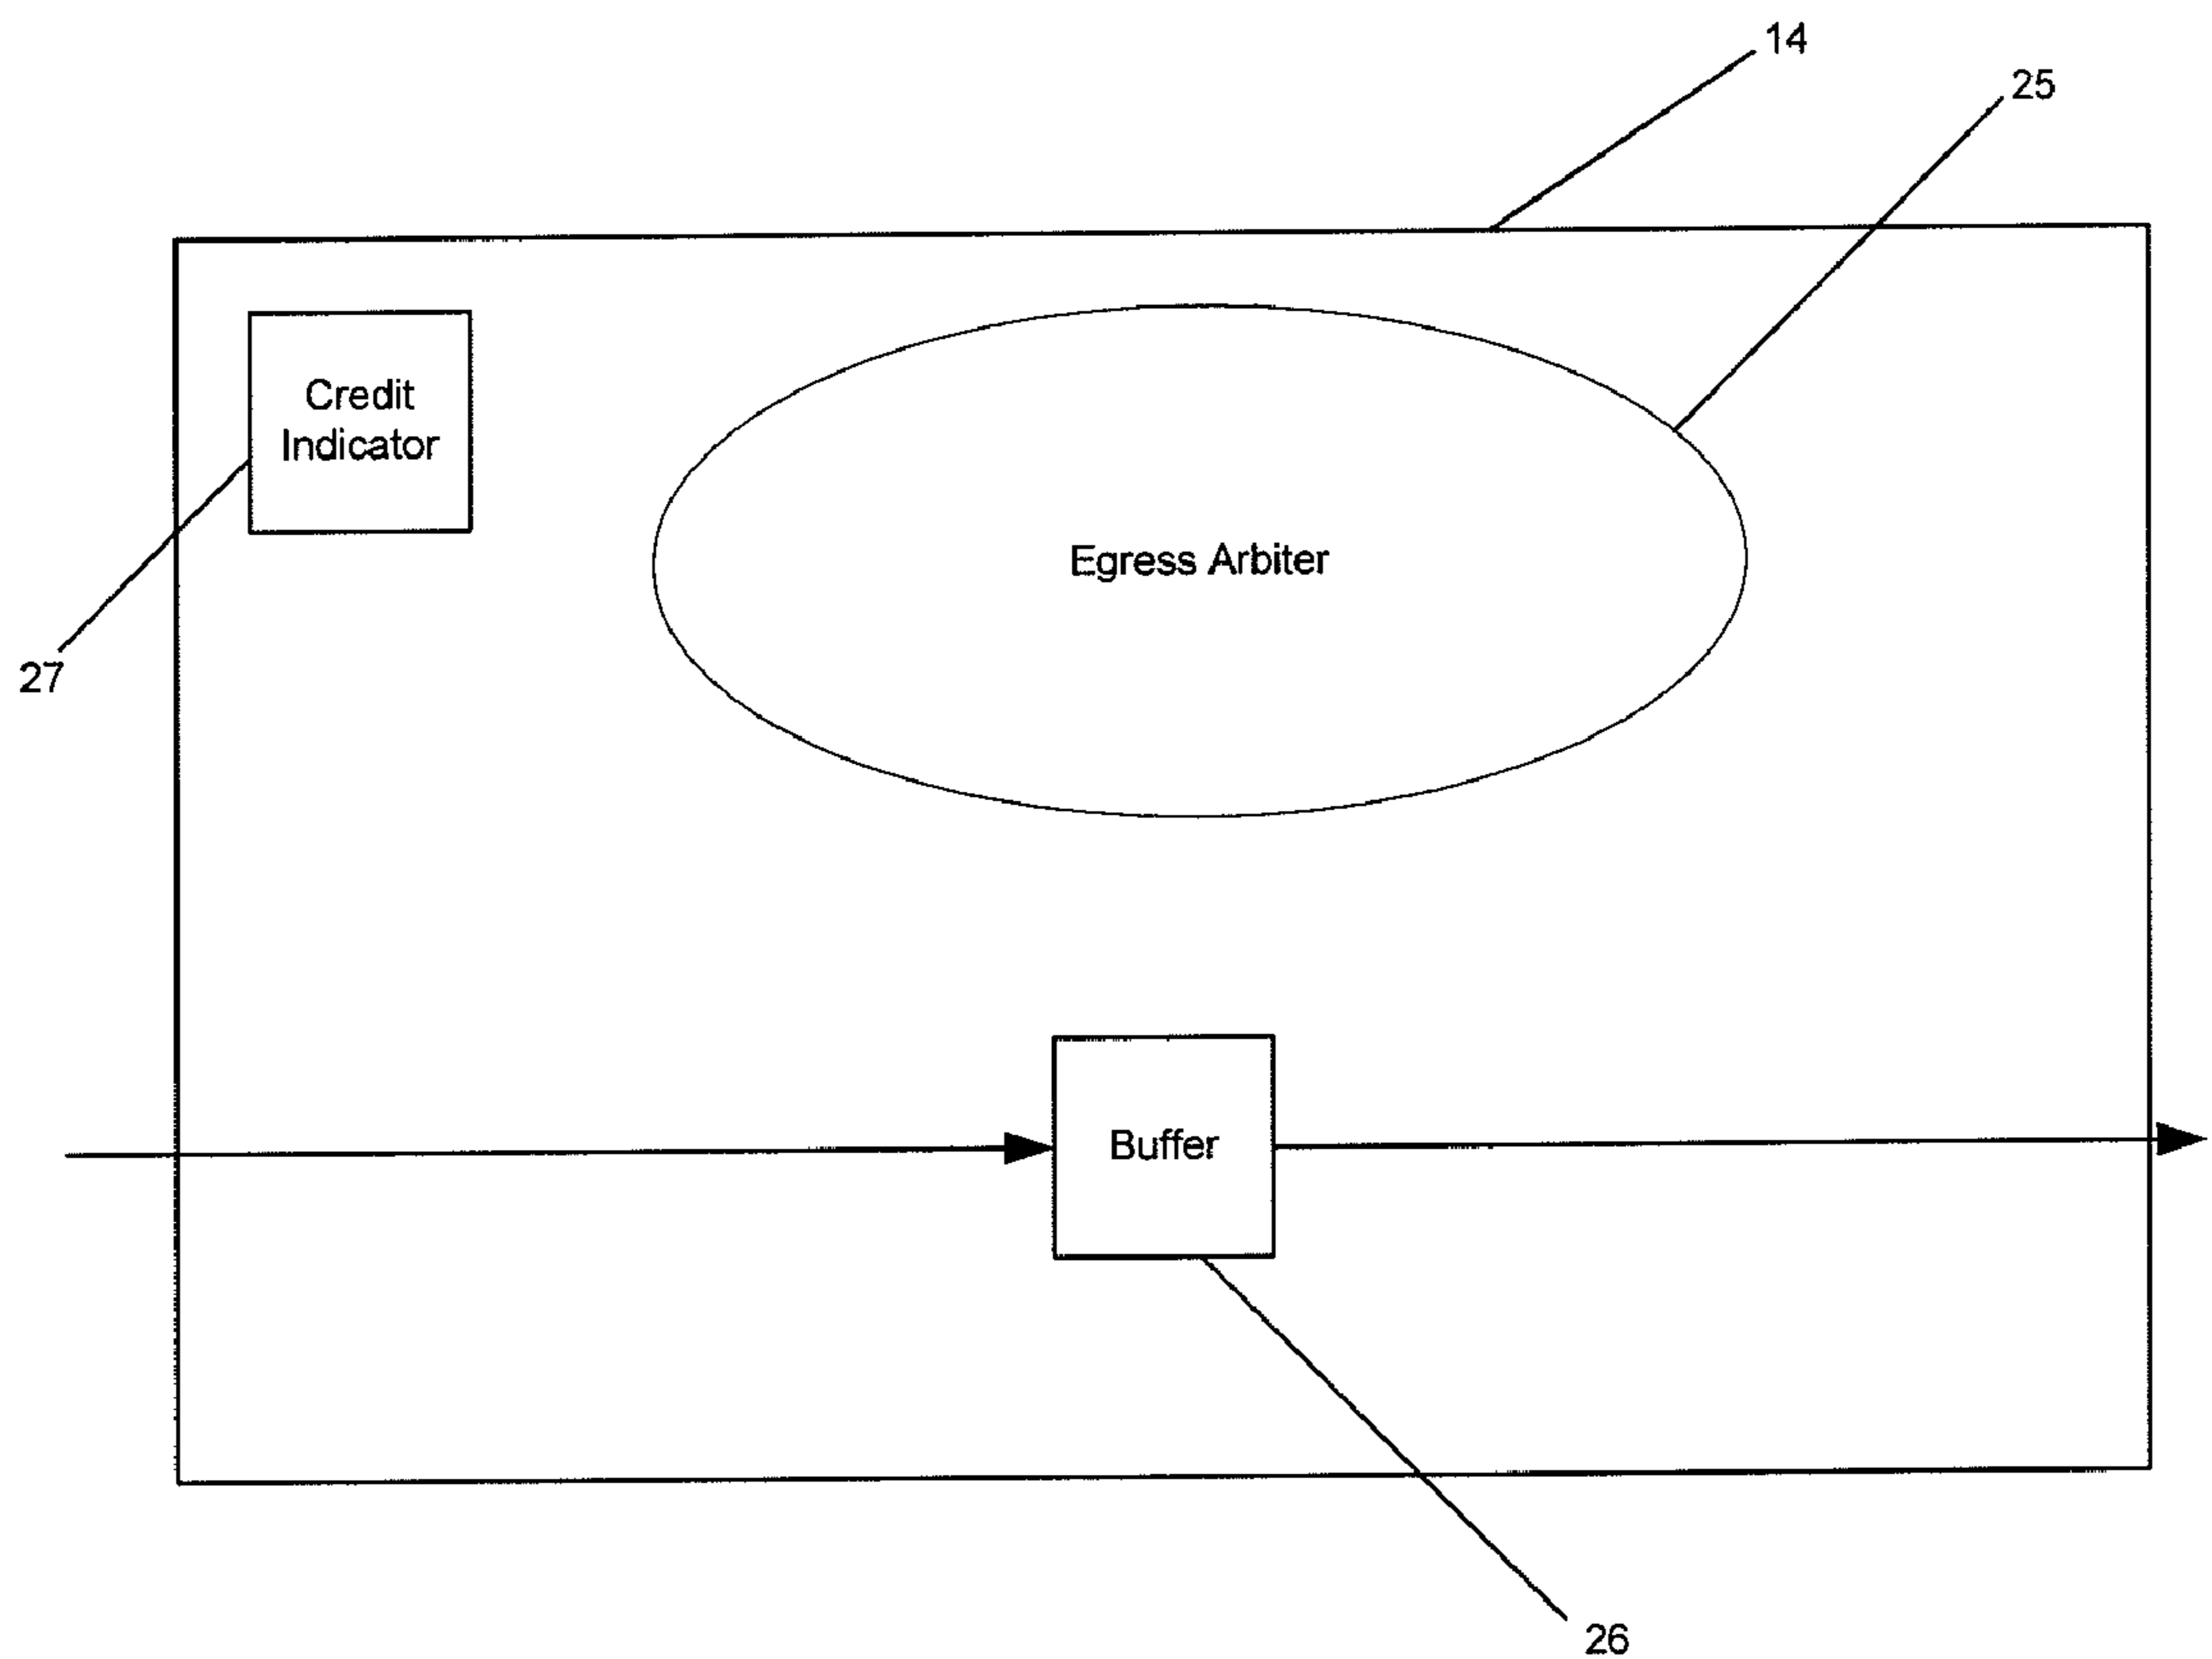 14
25
Credit
Indicator
Egress Arbiter
27
Buffer
26